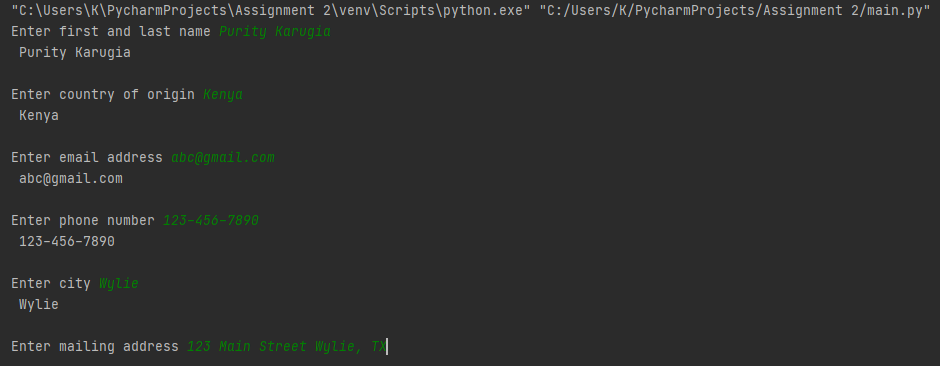 "C:\Users\K\PycharmProjects\Assignment 2\venv\Scripts\python.exe" "C:/Users/K/PycharmProjects/Assignment 2/main.py"
Enter first and last name Purity Karugia
Purity Karugia
Enter country of origin Kenya
Kenya
Enter email address abc@gmail.com
abc@gmail.com
Enter phone number 123-456-7890
123-456-7890
Enter city Wylie
Wylie
Enter mailing address 123 Main Street Wylie, TX